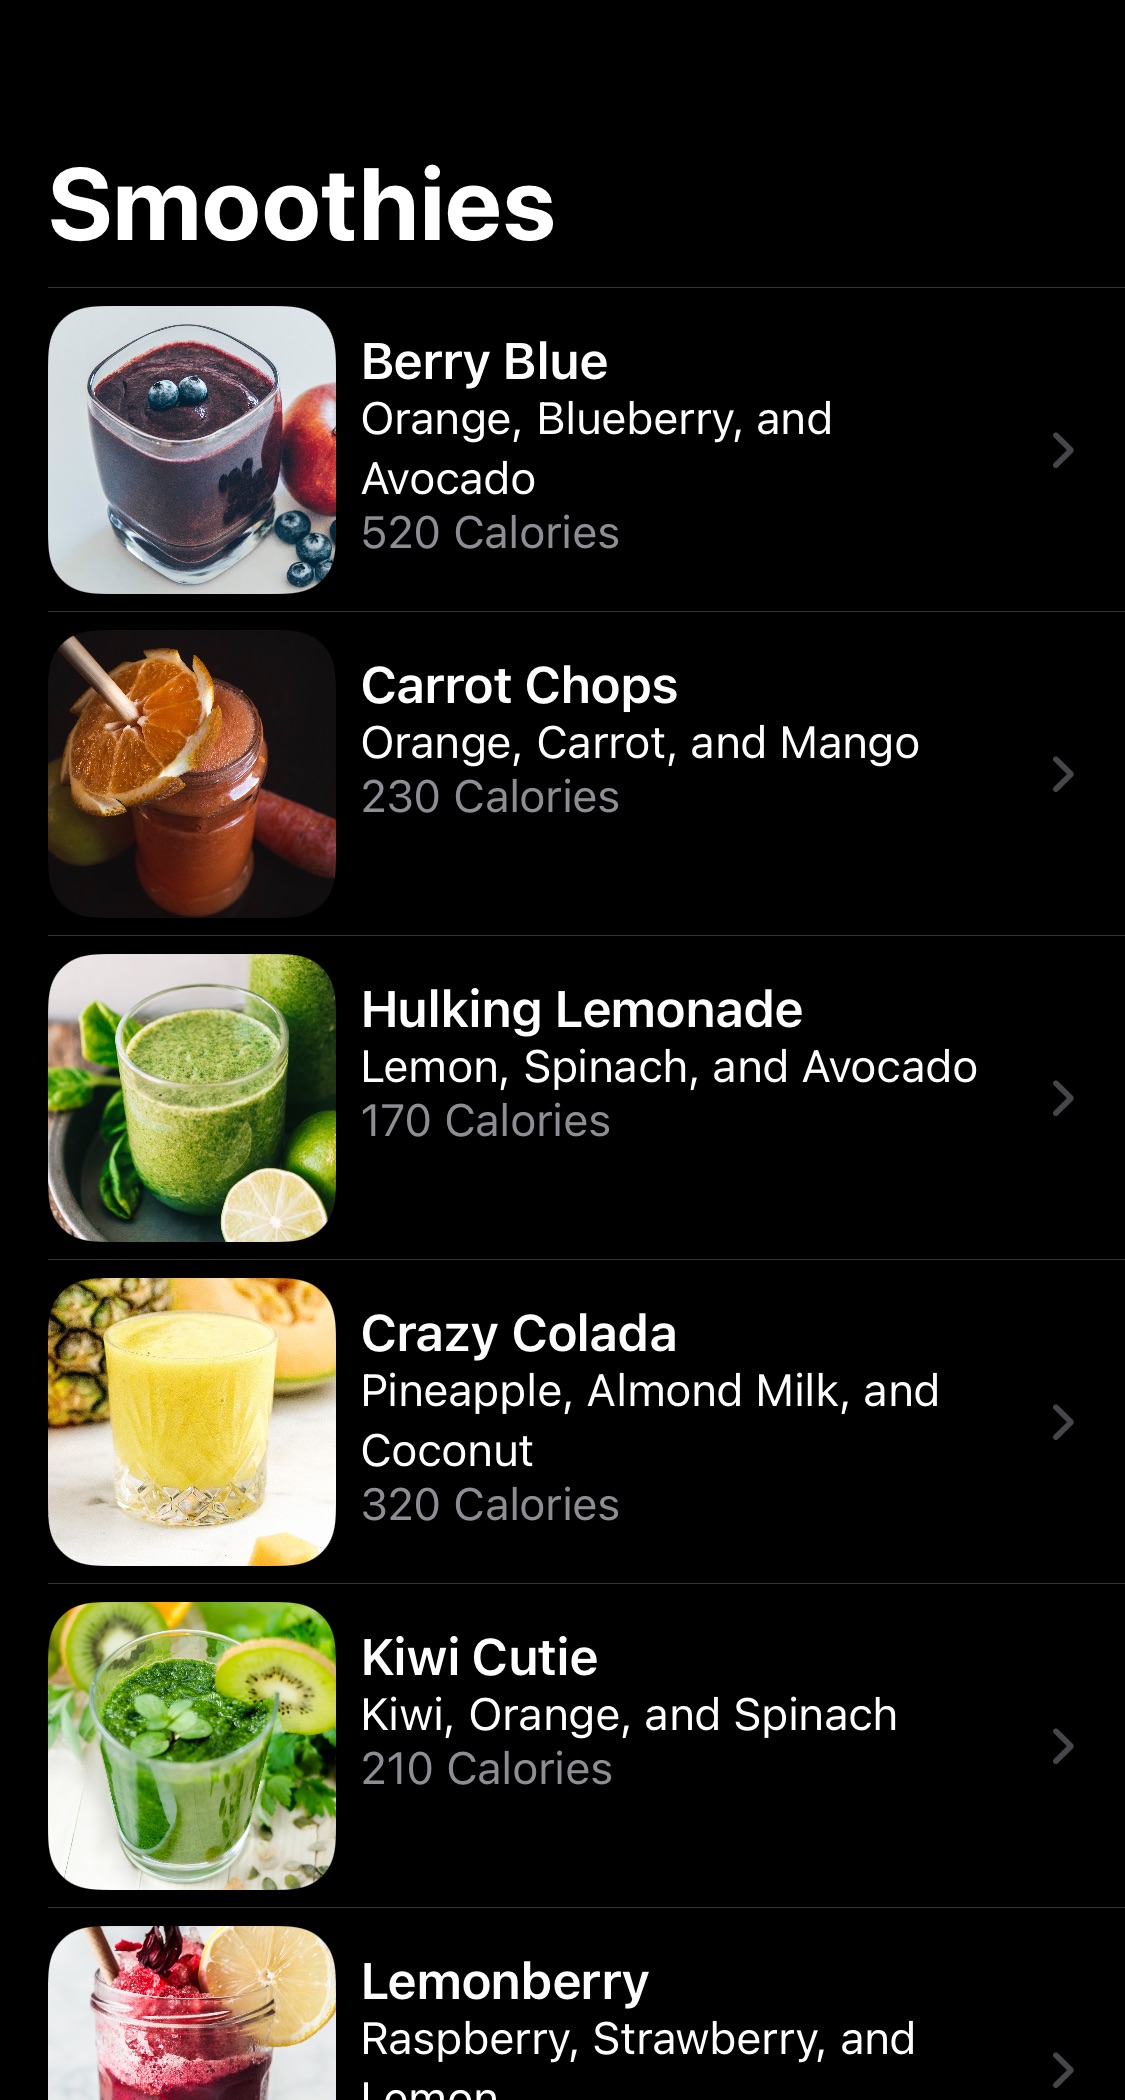 Smoothies
Berry Blue
Orange, Blueberry, and
Avocado
520 Calories
Carrot Chops
Orange, Carrot, and Mango
230 Calories
Hulking Lemonade
Lemon, Spinach, and Avocado
170 Calories
Crazy Colada
Pineapple, Almond Milk, and
Coconut
320 Calories
Kiwi Cutie
Kiwi, Orange, and Spinach
210 Calories
Lemonberry
Raspberry, Strawberry, and
Lemon